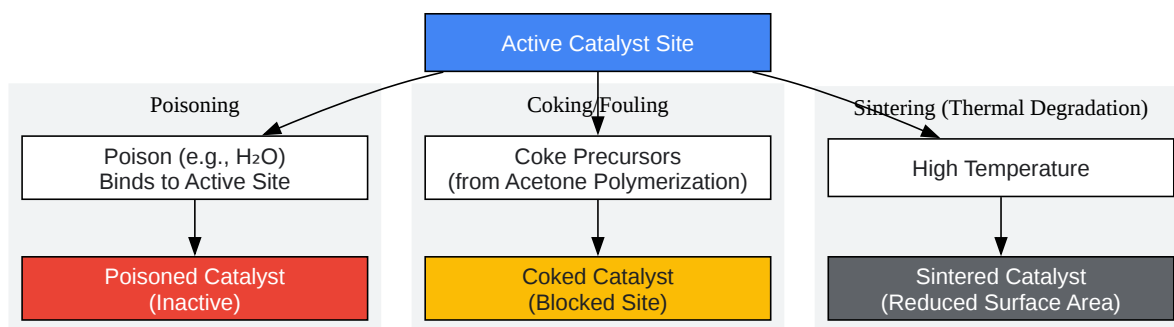 Active Catalyst Site
Poisoning
Poison (e.g., H₂O)
Binds to Active Site
Poisoned Catalyst
(Inactive)
Coking/Fouling
Coke Precursors
(from Acetone Polymerization)
Coked Catalyst
(Blocked Site)
Sintering (Thermal Degradation)
High Temperature
Sintered Catalyst
(Reduced Surface Area)